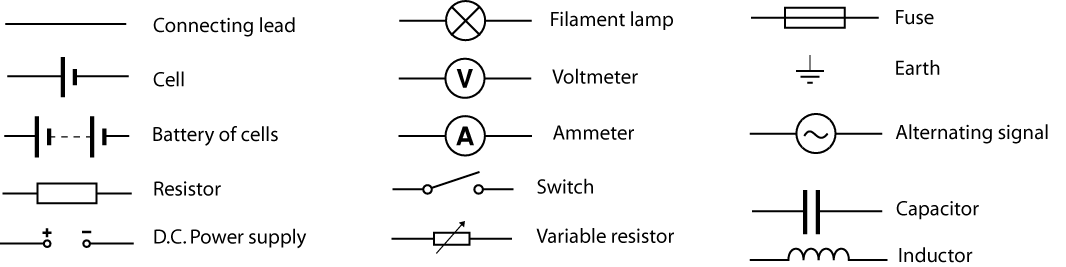 Connecting lead
Cell
Battery of cells
Resistor
+ −
D.C. Power supply
Filament lamp
V
Voltmeter
A
Ammeter
Switch
Variable resistor
Fuse
Earth
Alternating signal
Capacitor
Inductor